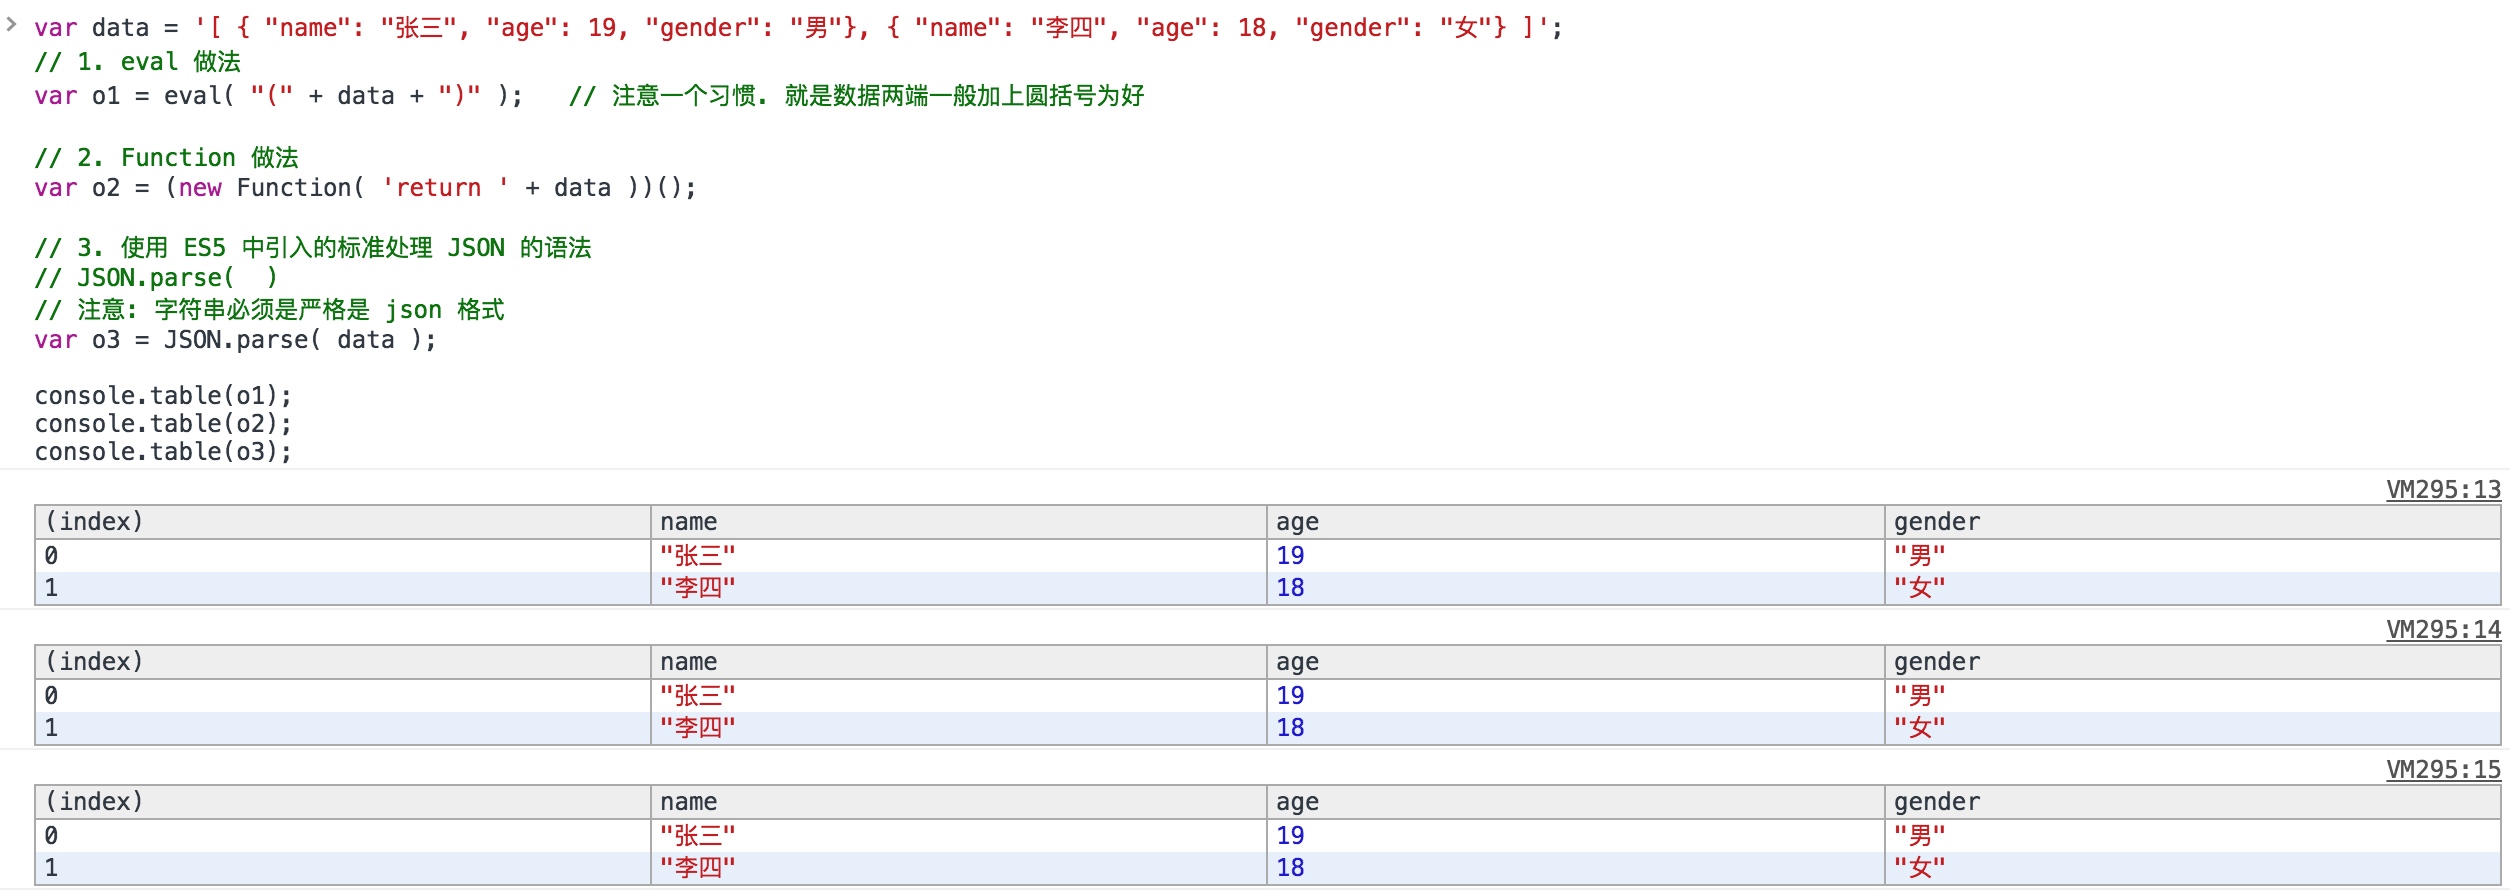 var data = '[ { "name": "张三", "age": 19, "gender": "男"}, { "name": "李四", "age": 18, "gender": "女"} ]';
// 1. eval 做法
var o1 = eval( "(" + data + ")" );   // 注意一个习惯. 就是数据两端一般加上圆括号为好
// 2. Function 做法
var o2 = (new Function( 'return ' + data ))();
// 3. 使用 ES5 中引入的标准处理 JSON 的语法
// JSON.parse(  )
// 注意: 字符串必须是严格是 json 格式
var o3 = JSON.parse( data );
console.table(o1);
console.table(o2);
console.table(o3);
VM295:13
(index) name age gender
0 "张三" 19 "男"
1 "李四" 18 "女"
VM295:14
(index) name age gender
0 "张三" 19 "男"
1 "李四" 18 "女"
VM295:15
(index) name age gender
0 "张三" 19 "男"
1 "李四" 18 "女"